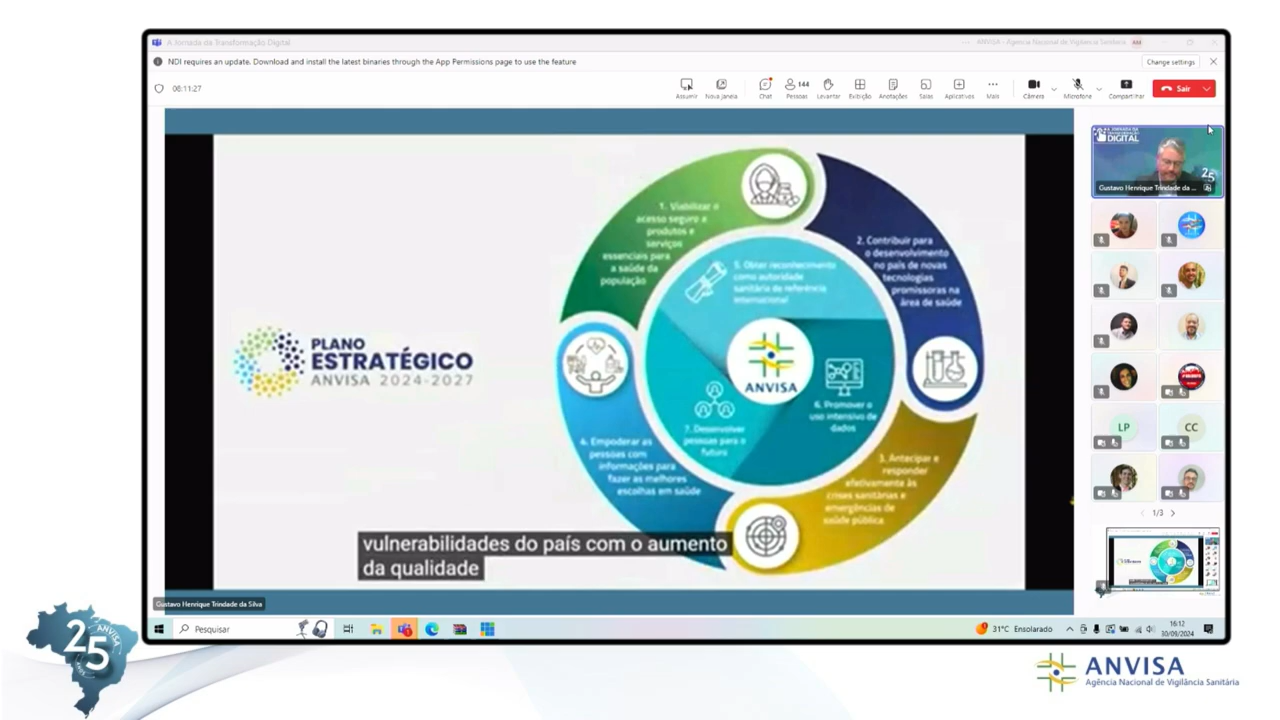 A Jornada da Transformação Digital
ANVISA - Agência Nacional de Vigilância Sanitária
NDI requires an update. Download and install the latest binaries through the App Permissions page to use the feature
Change settings
06:11:27
Assumir
Nova janela
Chat
144
Pessoas
Levantar
Exibição
Anotações
Salas
Aplicativos
Mais
Câmera
Microfone
Compartilhar
Sair
A JORNADA DA
TRANSFORMAÇÃO
DIGITAL
25
Gustavo Henrique Trindade da ...
LP
CC
1/3
PLANO
ESTRATÉGICO
ANVISA 2024-2027
1. Viabilizar o
acesso seguro a
produtos e
serviços
essenciais para
a saúde da
população
2. Contribuir para
o desenvolvimento
no país de novas
tecnologias
promissoras na
área de saúde
3. Antecipar e
responder
efetivamente às
crises sanitárias e
emergências de
saúde pública
4. Empoderar as
pessoas com
informações para
fazer as melhores
escolhas em saúde
5. Obter reconhecimento
como autoridade
sanitária de referência
internacional
6. Promover o
uso intensivo de
dados
7. Desenvolver
pessoas para o
futuro
ANVISA
vulnerabilidades do país com o aumento
da qualidade
Gustavo Henrique Trindade da Silva
Pesquisar
31°C Ensolarado
16:12
30/09/2024
25
ANVISA
ANOS
ANVISA
Agência Nacional de Vigilância Sanitária